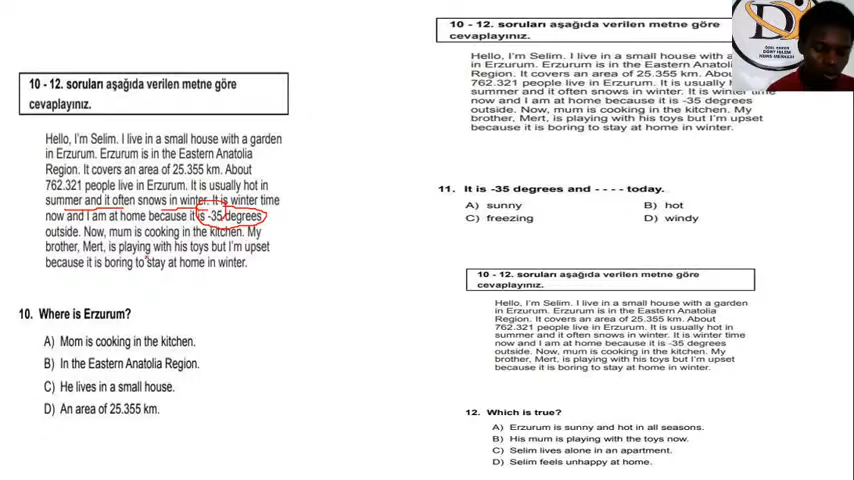 10 - 12. soruları aşağıda verilen metne göre
cevaplayınız.
Hello, I'm Selim. I live in a small house with a garden
in Erzurum. Erzurum is in the Eastern Anatolia
Region. It covers an area of 25.355 km. About
762.321 people live in Erzurum. It is usually hot in
summer and it often snows in winter. It is winter time
now and I am at home because it is -35 degrees
outside. Now, mum is cooking in the kitchen. My
brother, Mert, is playing with his toys but I'm upset
because it is boring to stay at home in winter.
10. Where is Erzurum?
A) Mom is cooking in the kitchen.
B) In the Eastern Anatolia Region.
C) He lives in a small house.
D) An area of 25.355 km.
10 - 12. soruları aşağıda verilen metne göre
cevaplayınız.
Hello, I'm Selim. I live in a small house with
in Erzurum. Erzurum is in the Eastern
Region. It covers an area of 25.355 km.
762.321 people live in Erzurum. It is usually
summer and it often snows in winter. It is winter time
now and I am at home because it is -35 degrees
outside. Now, mum is cooking in the kitchen. My
brother, Mert, is playing with his toys but I'm upset
because it is boring to stay at home in winter.
11. It is -35 degrees and - - - - today.
A) sunny B) hot
C) freezing D) windy
10 - 12. soruları aşağıda verilen metne göre
cevaplayınız.
Hello, I'm Selim. I live in a small house with a garden
in Erzurum. Erzurum is in the Eastern Anatolia
Region. It covers an area of 25.355 km. About
762.321 people live in Erzurum. It is usually hot in
summer and it often snows in winter. It is winter time
now and I am at home because it is -35 degrees
outside. Now, mum is cooking in the kitchen. My
brother, Mert, is playing with his toys but I'm upset
because it is boring to stay at home in winter.
12. Which is true?
A) Erzurum is sunny and hot in all seasons.
B) His mum is playing with the toys now.
C) Selim lives alone in an apartment.
D) Selim feels unhappy at home.